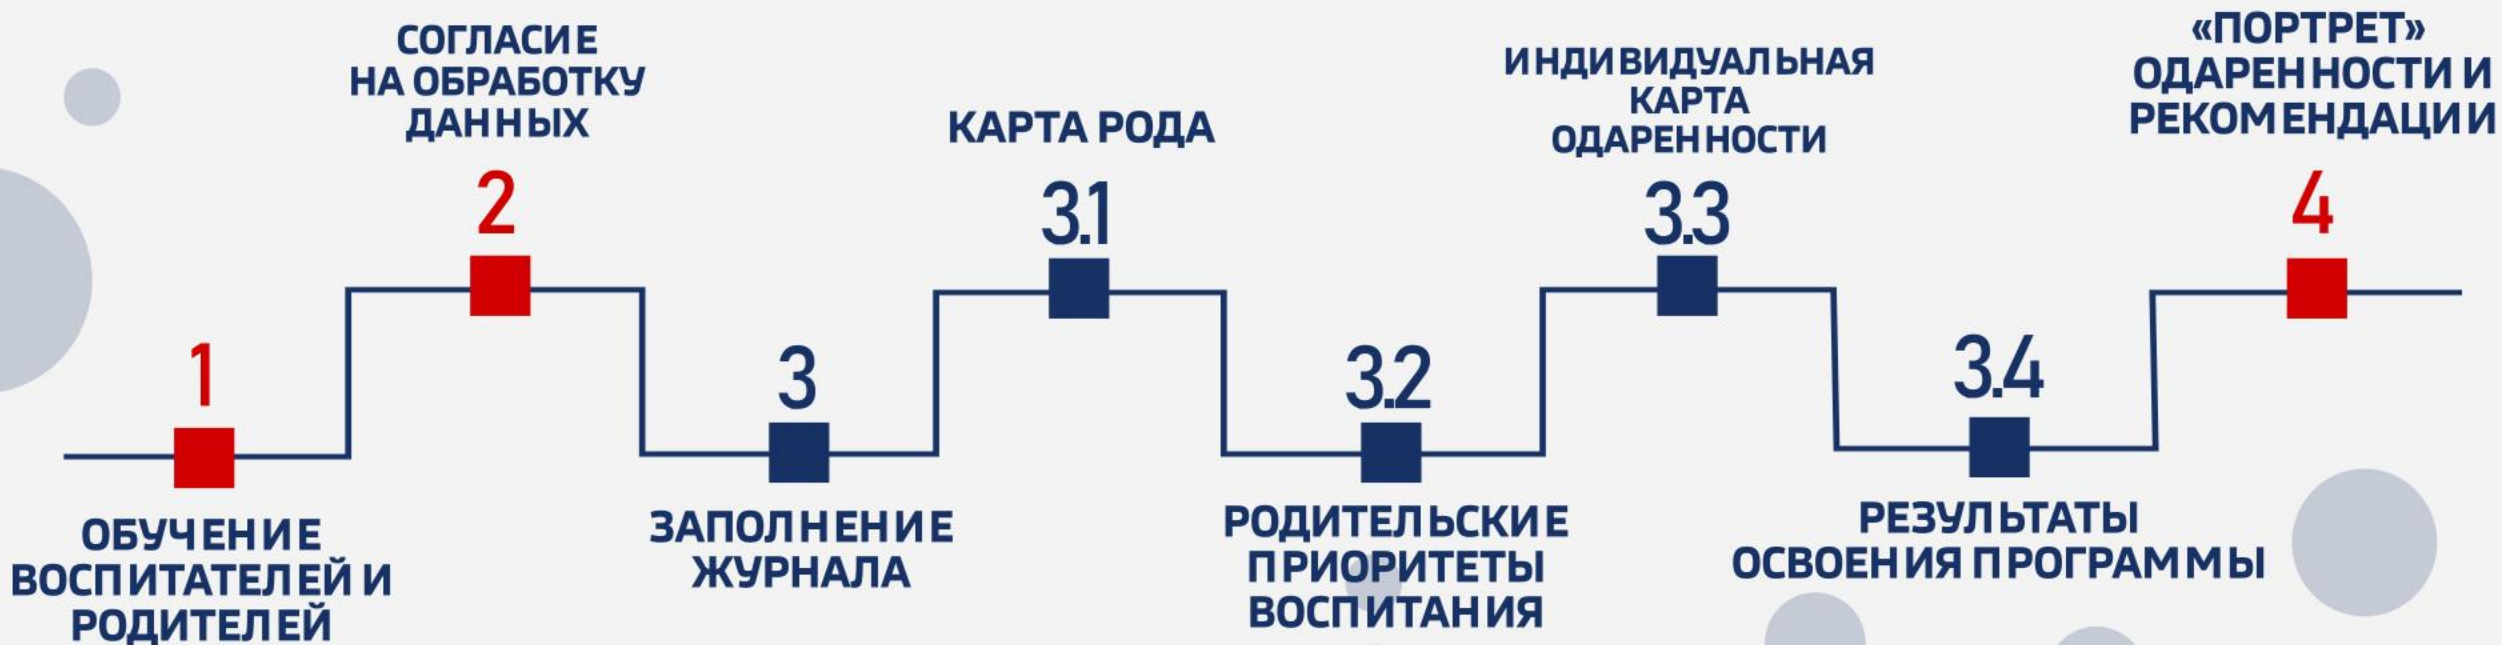 1
ОБУЧЕНИЕ
ВОСПИТАТЕЛЕЙ И
РОДИТЕЛЕЙ
СОГЛАСИЕ
НА ОБРАБОТКУ
ДАННЫХ
2
3
ЗАПОЛНЕНИЕ
ЖУРНАЛА
КАРТА РОДА
3.1
3.2
РОДИТЕЛЬСКИЕ
ПРИОРИТЕТЫ
ВОСПИТАНИЯ
ИНДИВИДУАЛЬНАЯ
КАРТА
ОДАРЕННОСТИ
3.3
3.4
РЕЗУЛЬТАТЫ
ОСВОЕНИЯ ПРОГРАММЫ
«ПОРТРЕТ»
ОДАРЕННОСТИ И
РЕКОМЕНДАЦИИ
4